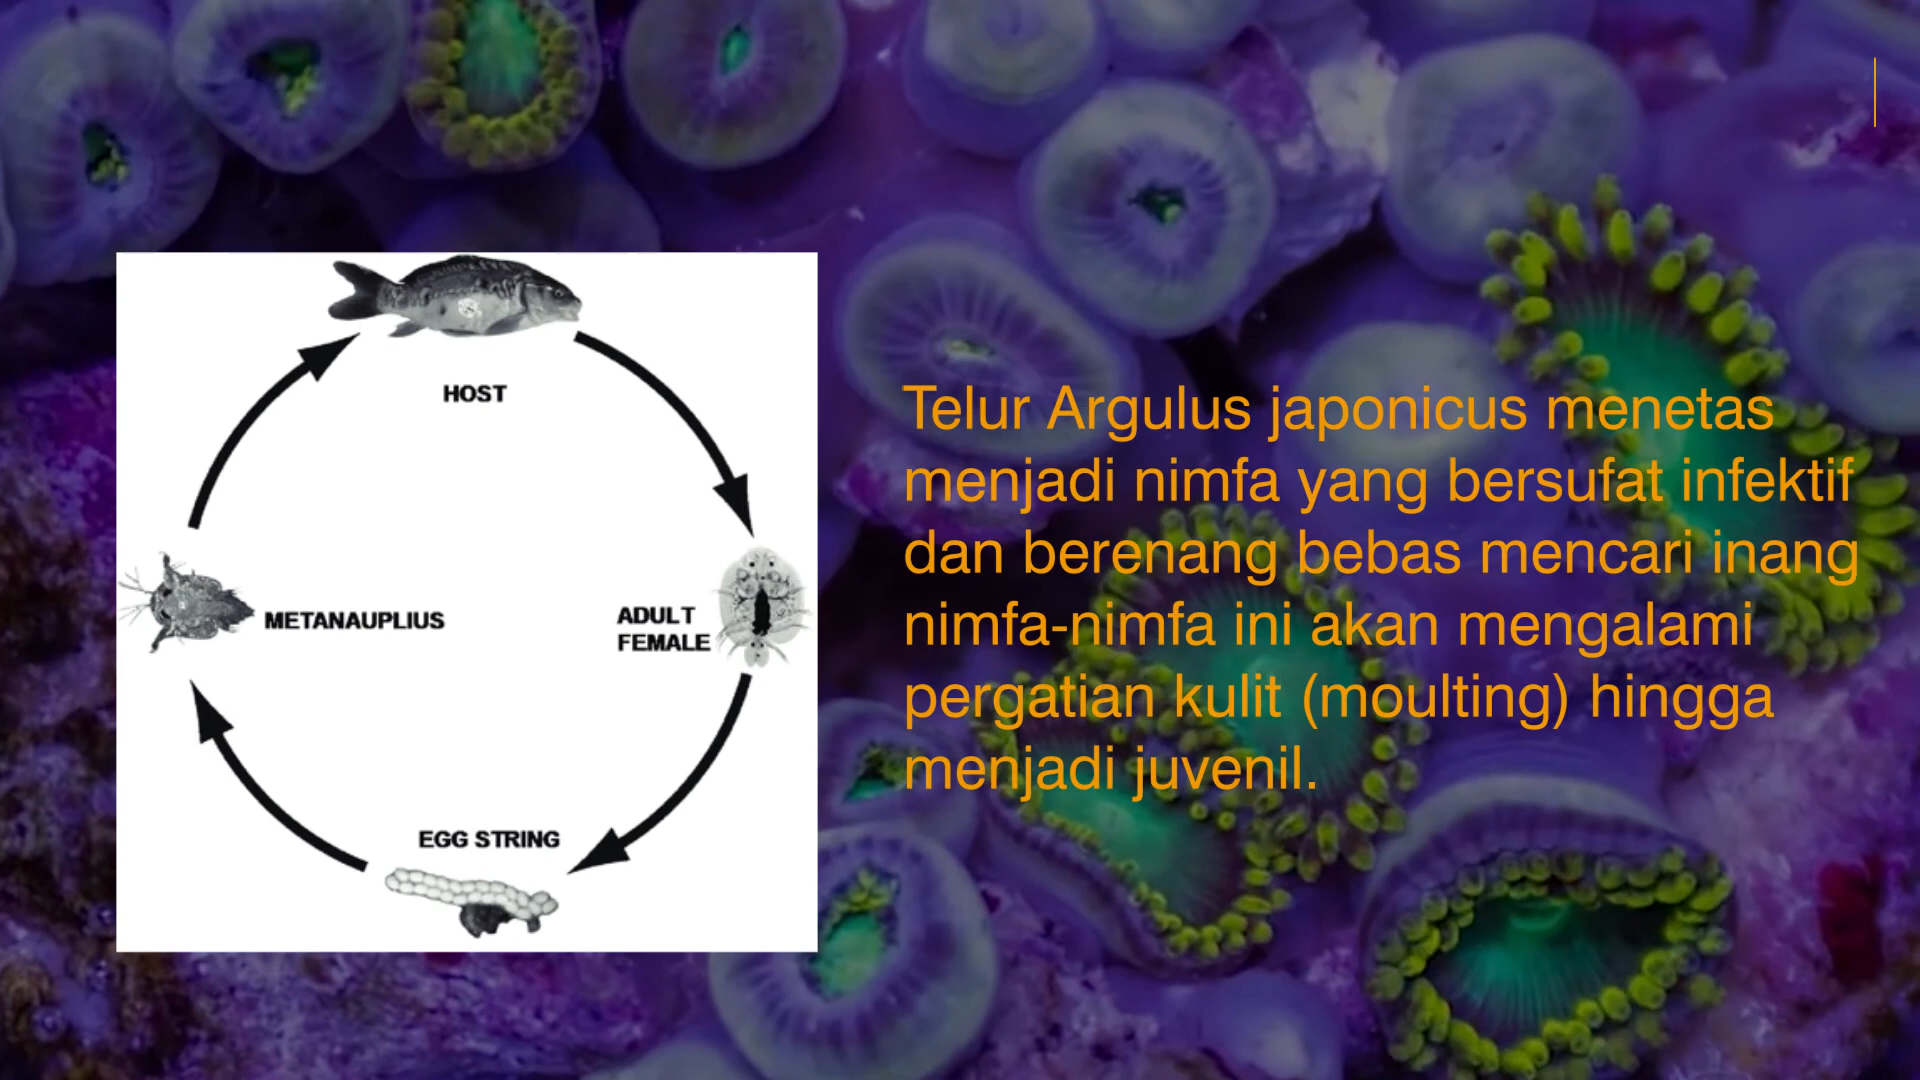 HOST
METANAUPLIUS
ADULT
FEMALE
EGG STRING
Telur Argulus japonicus menetas
menjadi nimfa yang bersufat infektif
dan berenang bebas mencari inang
nimfa-nimfa ini akan mengalami
pergatian kulit (moulting) hingga
menjadi juvenil.